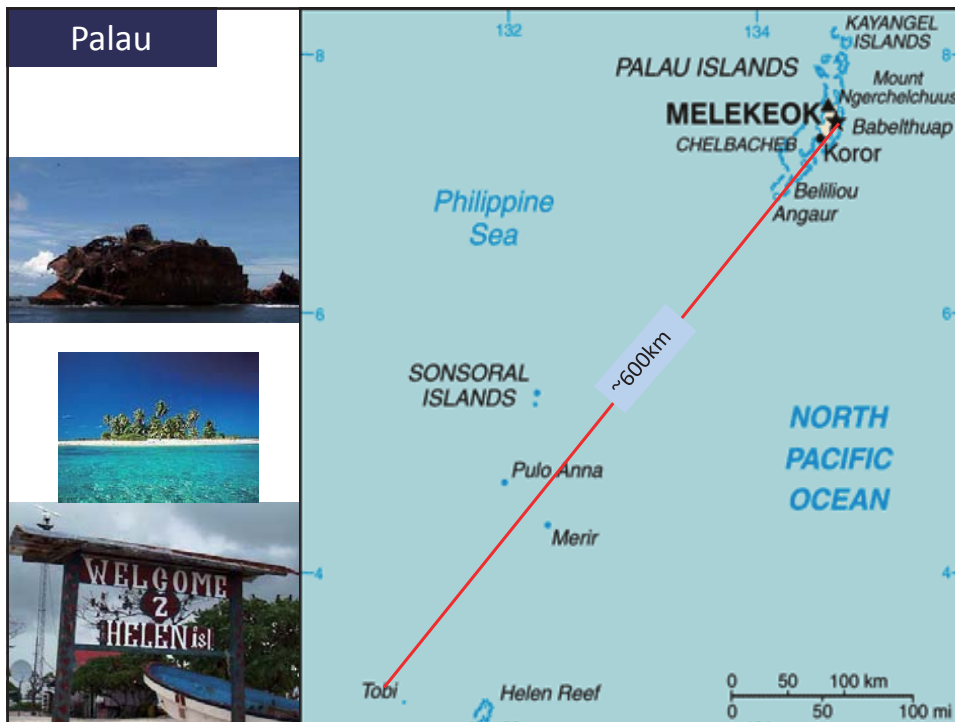 Palau
132
134
KAYANGEL
ISLANDS
8
8
PALAU ISLANDS
Mount
Ngerchelchuus
MELEKEOK
Babelthuap
CHELBACHEB
Koror
Beliliou
Angaur
Philippine
Sea
6
6
~600km
SONSORAL
ISLANDS
NORTH
PACIFIC
OCEAN
Pulo Anna
Merir
WELCOME
2
HELEN isl
4
4
Tobi
Helen Reef
0 50 100 km
0 50 100 mi